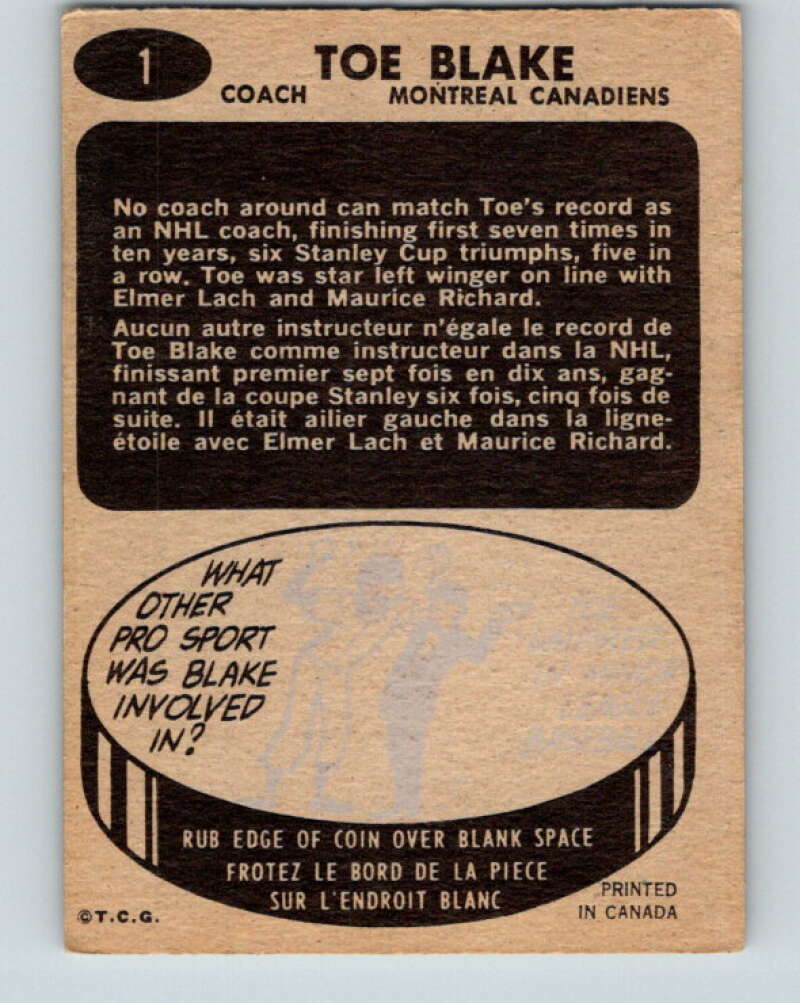 1
TOE BLAKE
COACH MONTREAL CANADIENS
No coach around can match Toe's record as
an NHL coach, finishing first seven times in
ten years, six Stanley Cup triumphs, five in
a row. Toe was star left winger on line with
Elmer Lach and Maurice Richard.
Aucun autre instructeur n'égale le record de
Toe Blake comme instructeur dans la NHL,
finissant premier sept fois en dix ans, gag-
nant de la coupe Stanley six fois, cinq fois de
suite. Il était ailier gauche dans la ligne-
étoile avec Elmer Lach et Maurice Richard.
WHAT
OTHER
PRO SPORT
WAS BLAKE
INVOLVED
IN?
RUB EDGE OF COIN OVER BLANK SPACE
FROTEZ LE BORD DE LA PIECE
SUR L'ENDROIT BLANC
©T.C.G.
PRINTED
IN CANADA